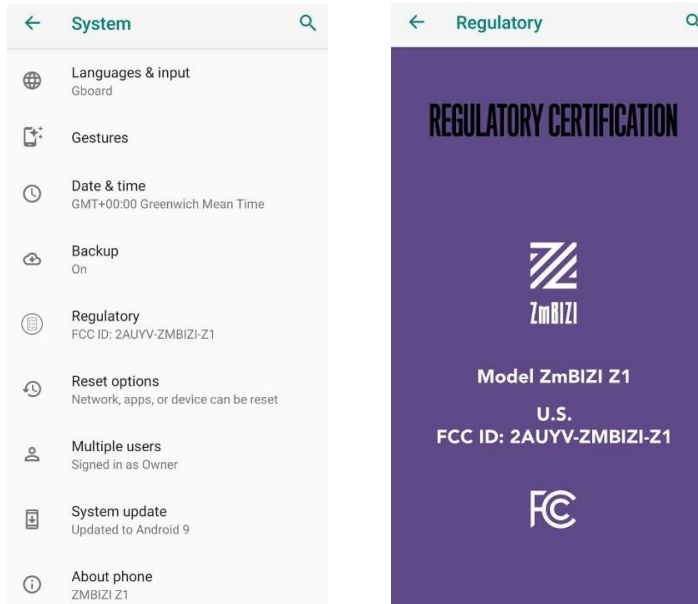 System
Languages & input
Gboard
Gestures
Date & time
GMT+00:00 Greenwich Mean Time
Backup
On
Regulatory
FCC ID: 2AUYV-ZMBIZI-Z1
Reset options
Network, apps, or device can be reset
Multiple users
Signed in as Owner
System update
Updated to Android 9
About phone
ZMBIZI Z1
Regulatory
REGULATORY CERTIFICATION
ZmBIZI
Model ZmBIZI Z1
U.S.
FCC ID: 2AUYV-ZMBIZI-Z1
FC